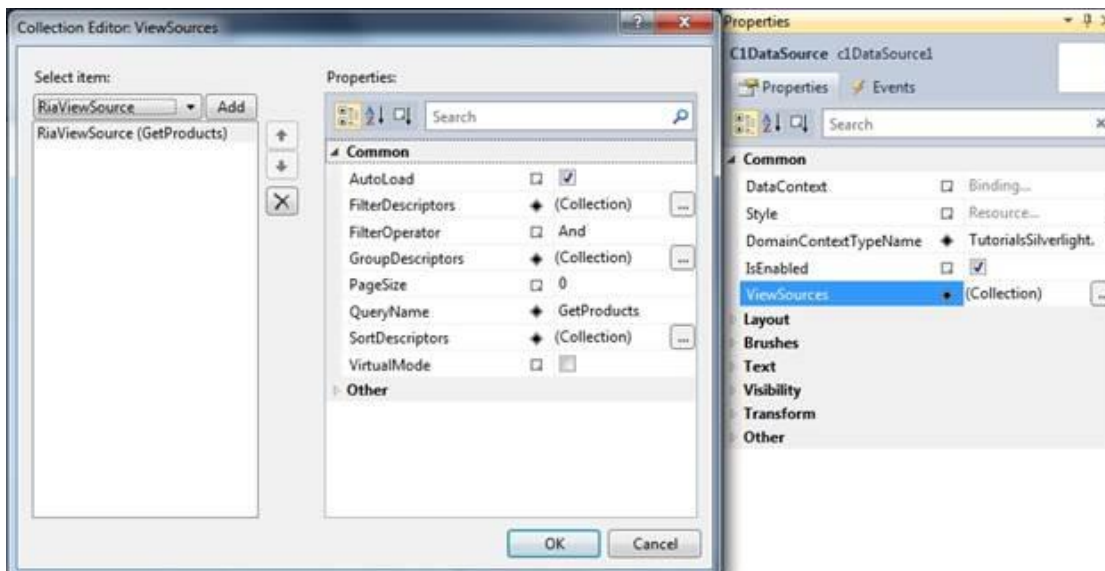 Collection Editor: ViewSources
Select item:
RiaViewSource
Add
RiaViewSource (GetProducts)
Properties:
Search
Common
AutoLoad
FilterDescriptors (Collection) ...
FilterOperator And
GroupDescriptors (Collection) ...
PageSize 0
QueryName GetProducts
SortDescriptors (Collection) ...
VirtualMode
Other
OK Cancel
Properties
C1DataSource c1DataSource1
Properties Events
Search
Common
DataContext Binding...
Style Resource...
DomainContextTypeName TutorialsSilverlight.
IsEnabled
ViewSources (Collection) ...
Layout
Brushes
Text
Visibility
Transform
Other